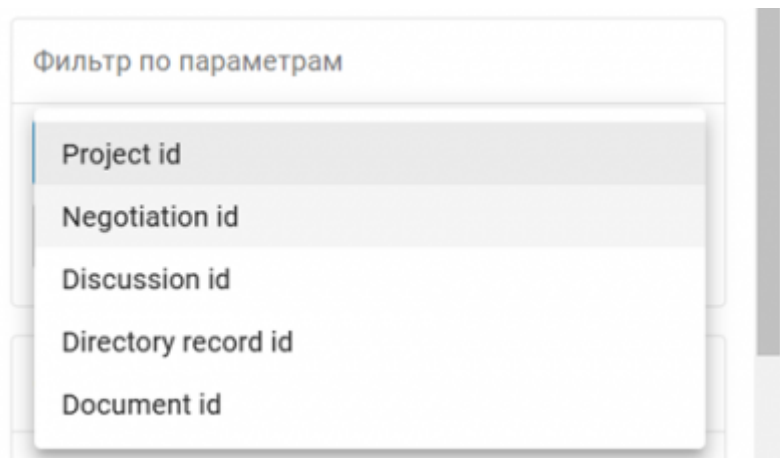 Фильтр по параметрам
Project id
Negotiation id
Discussion id
Directory record id
Document id